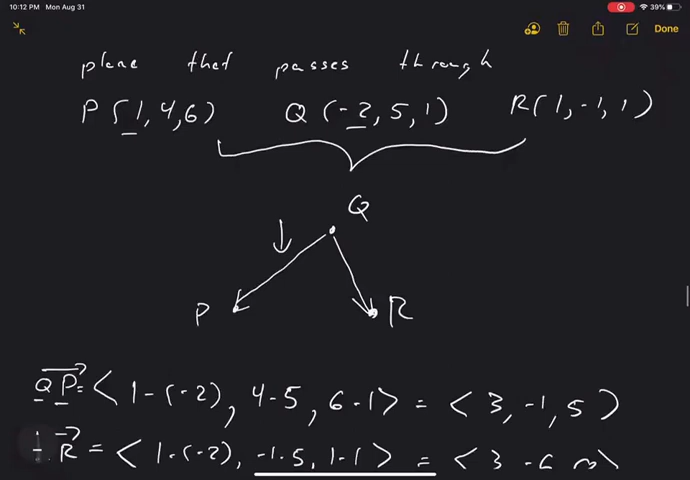 10:12 PM Mon Aug 31
39%
Done
plane that passes through
P(1,4,6) Q(-2,5,1) R(1,-1,1)
Q
P R
QP = < 1-(-2), 4-5, 6-1> = < 3,-1,5 )
R = < 1-(-2), -1-5, 1-1> = < 3 -6